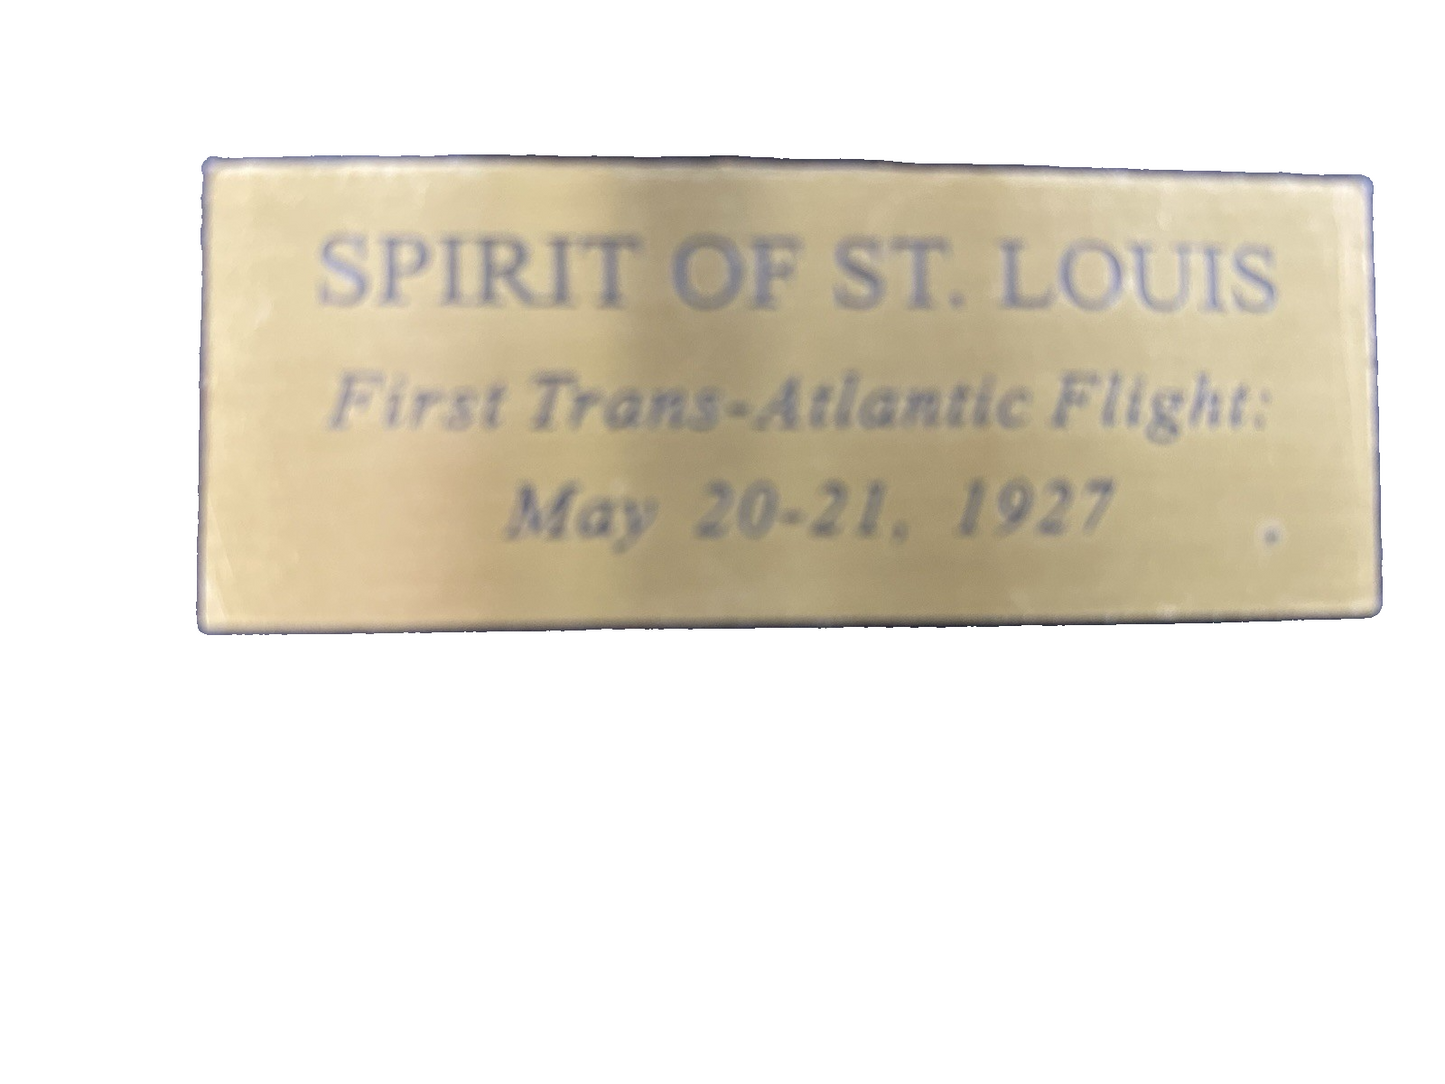 SPIRIT OF ST. LOUIS
First Trans-Atlantic Flight:
May 20-21, 1927